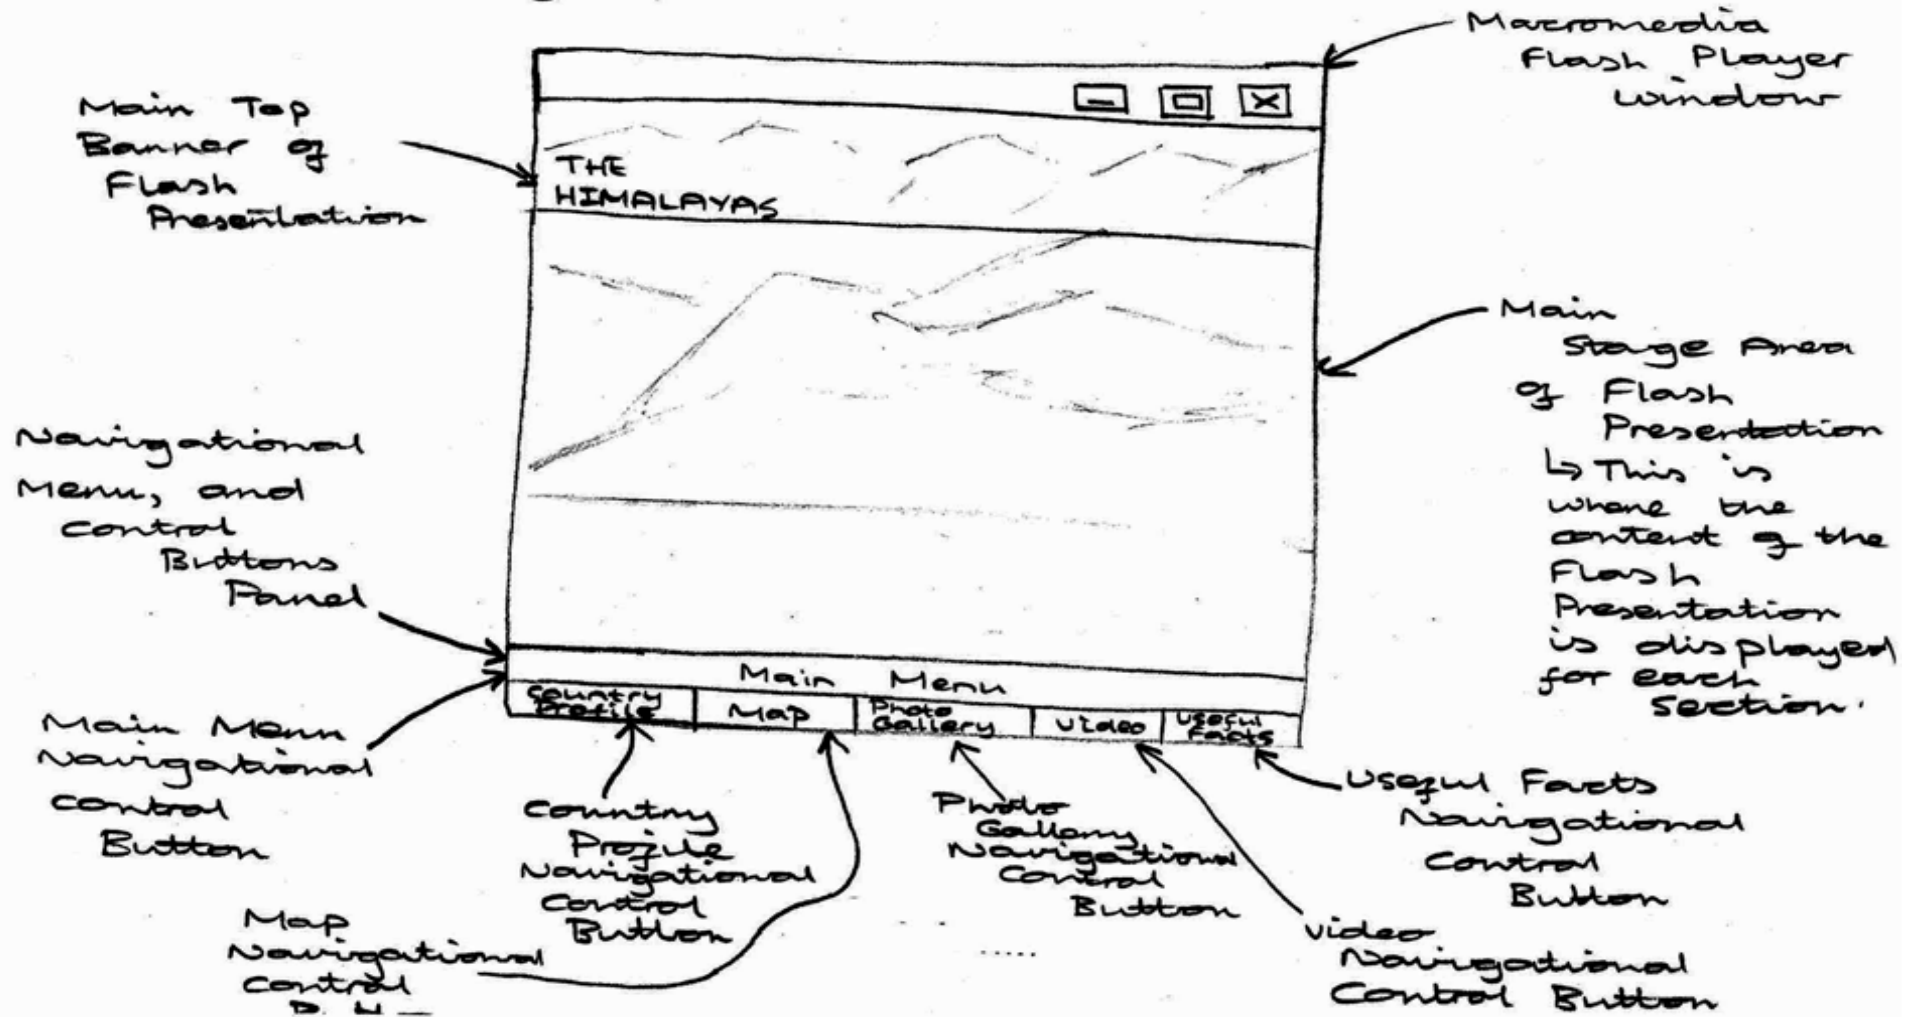 Macromedia
Flash Player
window
Main Top
Banner of
Flash
Presentation
THE
HIMALAYAS
Main
Stage Area
of Flash
Presentation
↳ This is
where the
content of the
Flash
Presentation
is displayed
for each
section.
Navigational
Menu, and
Control
Buttons
Panel
Main Menu
Country
Profile
Map
Photo
Gallery
Video
Useful
Facts
Main Menu
Navigational
Control
Button
Country
Profile
Navigational
Control
Button
Map
Navigational
Control
Photo
Gallery
Navigational
Control
Button
Useful Facts
Navigational
Control
Button
Video
Navigational
Control Button